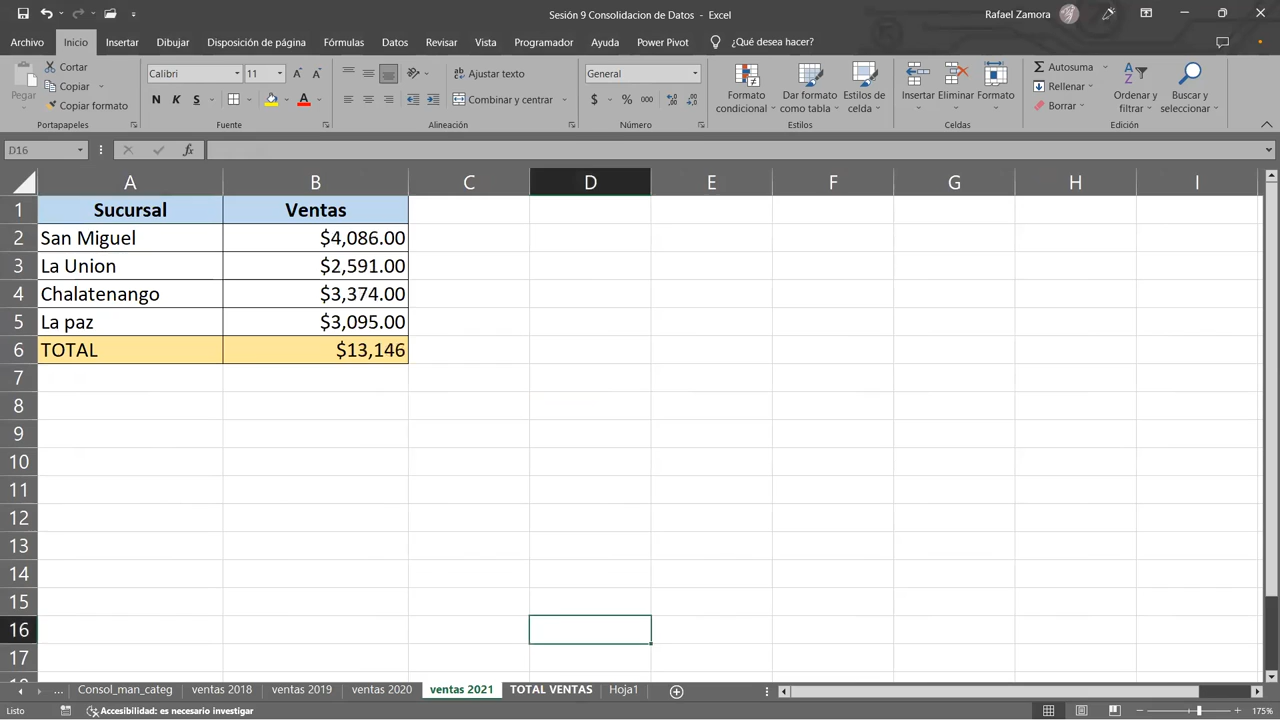 Sesión 9 Consolidacion de Datos - Excel
Rafael Zamora
Archivo Inicio Insertar Dibujar Disposición de página Fórmulas Datos Revisar Vista Programador Ayuda Power Pivot ¿Qué desea hacer?
Pegar
Cortar
Copiar
Copiar formato
Portapapeles
Calibri 11
N K S
Fuente
Ajustar texto
Combinar y centrar
Alineación
General
$ % 000
Número
Formato condicional
Dar formato como tabla
Estilos de celda
Estilos
Insertar Eliminar Formato
Celdas
Autosuma
Rellenar
Borrar
Ordenar y filtrar
Buscar y seleccionar
Edición
D16
fx
A B C D E F G H I
1 Sucursal Ventas
2 San Miguel $4,086.00
3 La Union $2,591.00
4 Chalatenango $3,374.00
5 La paz $3,095.00
6 TOTAL $13,146
7
8
9
10
11
12
13
14
15
16
17
... Consol_man_categ ventas 2018 ventas 2019 ventas 2020 ventas 2021 TOTAL VENTAS Hoja1
Listo Accesibilidad: es necesario investigar 175%